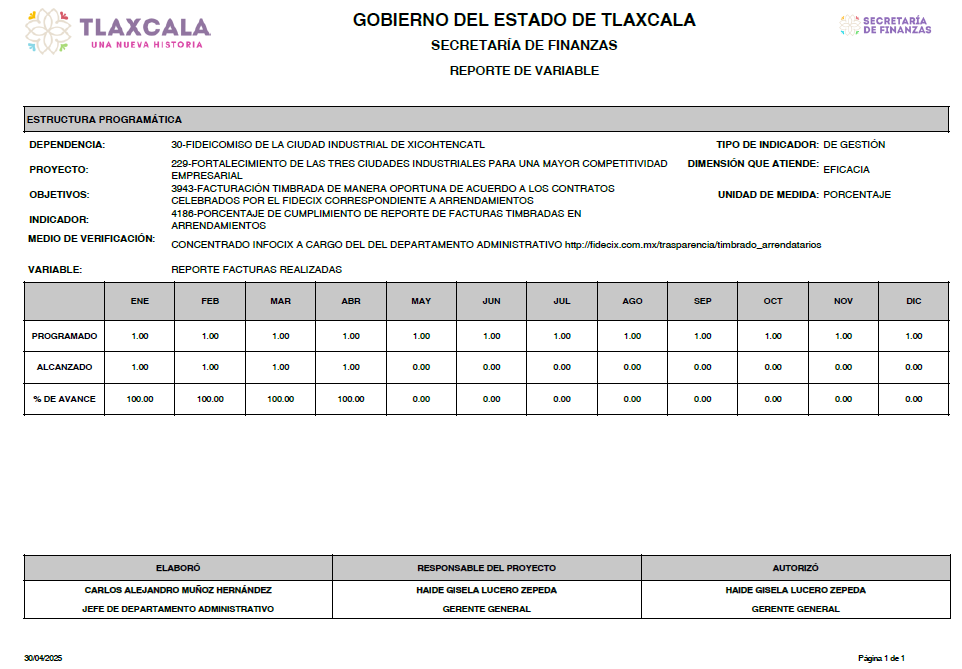 TLAXCALA
UNA NUEVA HISTORIA
GOBIERNO DEL ESTADO DE TLAXCALA
SECRETARÍA DE FINANZAS
REPORTE DE VARIABLE
SECRETARÍA
DE FINANZAS
ESTRUCTURA PROGRAMÁTICA
DEPENDENCIA: 30-FIDEICOMISO DE LA CIUDAD INDUSTRIAL DE XICOHTENCATL TIPO DE INDICADOR: DE GESTIÓN
PROYECTO: 229-FORTALECIMIENTO DE LAS TRES CIUDADES INDUSTRIALES PARA UNA MAYOR COMPETITIVIDAD
EMPRESARIAL
DIMENSIÓN QUE ATIENDE: EFICACIA
OBJETIVOS: 3943-FACTURACIÓN TIMBRADA DE MANERA OPORTUNA DE ACUERDO A LOS CONTRATOS
CELEBRADOS POR EL FIDECIX CORRESPONDIENTE A ARRENDAMIENTOS
UNIDAD DE MEDIDA: PORCENTAJE
INDICADOR: 4186-PORCENTAJE DE CUMPLIMIENTO DE REPORTE DE FACTURAS TIMBRADAS EN
ARRENDAMIENTOS
MEDIO DE VERIFICACIÓN: CONCENTRADO INFOCIX A CARGO DEL DEL DEPARTAMENTO ADMINISTRATIVO http://fidecix.com.mx/trasparencia/timbrado_arrendatarios
VARIABLE: REPORTE FACTURAS REALIZADAS
ENE FEB MAR ABR MAY JUN JUL AGO SEP OCT NOV DIC
PROGRAMADO 1.00 1.00 1.00 1.00 1.00 1.00 1.00 1.00 1.00 1.00 1.00 1.00
ALCANZADO 1.00 1.00 1.00 1.00 0.00 0.00 0.00 0.00 0.00 0.00 0.00 0.00
% DE AVANCE 100.00 100.00 100.00 100.00 0.00 0.00 0.00 0.00 0.00 0.00 0.00 0.00
ELABORÓ RESPONSABLE DEL PROYECTO AUTORIZÓ
CARLOS ALEJANDRO MUÑOZ HERNÁNDEZ HAIDE GISELA LUCERO ZEPEDA HAIDE GISELA LUCERO ZEPEDA
JEFE DE DEPARTAMENTO ADMINISTRATIVO GERENTE GENERAL GERENTE GENERAL
30/04/2025 Página 1 de 1